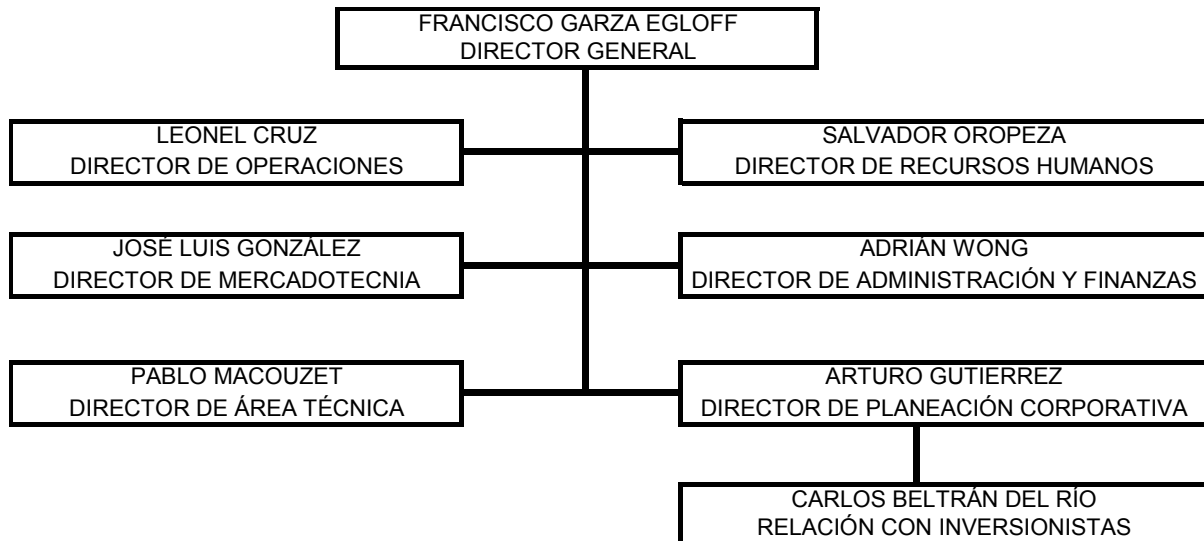 FRANCISCO GARZA EGLOFF
DIRECTOR GENERAL
LEONEL CRUZ
DIRECTOR DE OPERACIONES
SALVADOR OROPEZA
DIRECTOR DE RECURSOS HUMANOS
JOSÉ LUIS GONZÁLEZ
DIRECTOR DE MERCADOTECNIA
ADRIÁN WONG
DIRECTOR DE ADMINISTRACIÓN Y FINANZAS
PABLO MACOUZET
DIRECTOR DE ÁREA TÉCNICA
ARTURO GUTIERREZ
DIRECTOR DE PLANEACIÓN CORPORATIVA
CARLOS BELTRÁN DEL RÍO
RELACIÓN CON INVERSIONISTAS